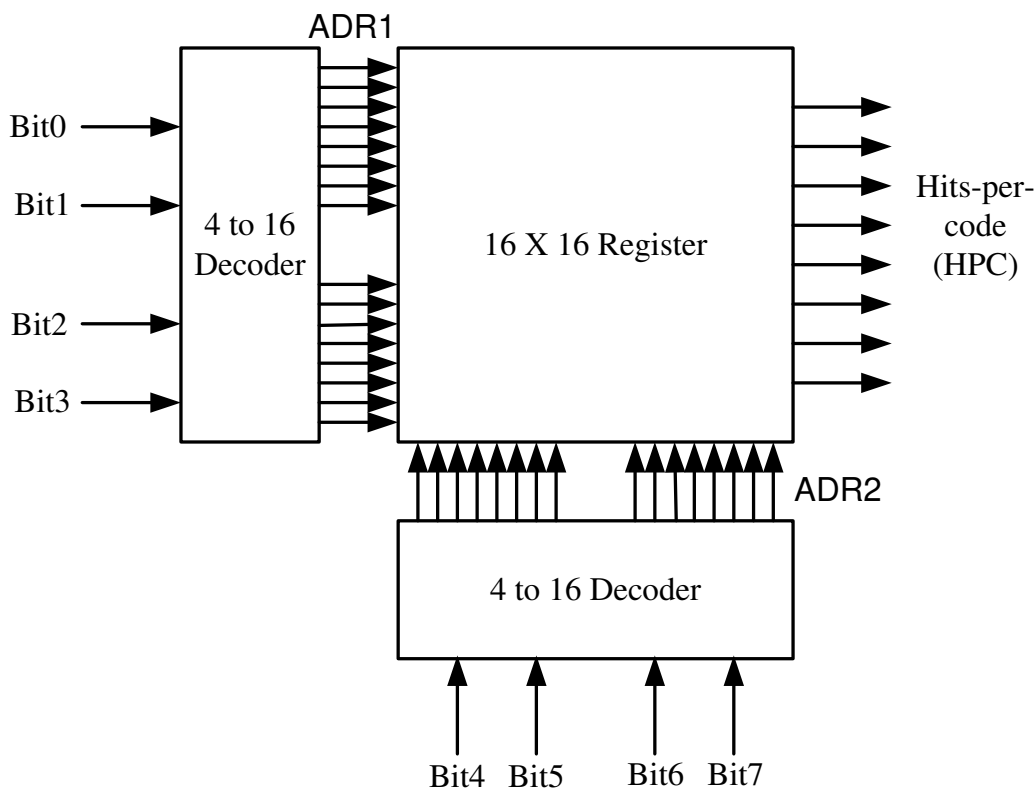 ADR1
Bit0
Bit1
Bit2
Bit3
4 to 16
Decoder
16 X 16 Register
Hits-per-
code
(HPC)
ADR2
4 to 16 Decoder
Bit4
Bit5
Bit6
Bit7